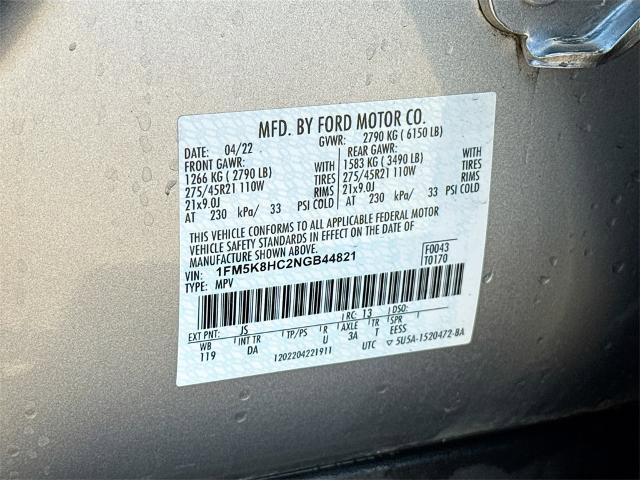 MFD. BY FORD MOTOR CO.
DATE: 04/22 GVWR: 2790 KG ( 6150 LB)
FRONT GAWR: REAR GAWR:
1266 KG ( 2790 LB) WITH 1583 KG ( 3490 LB) WITH
275/45R21 110W TIRES 275/45R21 110W TIRES
21x9.0J RIMS 21x9.0J RIMS
AT 230 kPa/ 33 PSI COLD AT 230 kPa/ 33 PSI COLD
THIS VEHICLE CONFORMS TO ALL APPLICABLE FEDERAL MOTOR
VEHICLE SAFETY STANDARDS IN EFFECT ON THE DATE OF
MANUFACTURE SHOWN ABOVE.
VIN: 1FM5K8HC2NGB44821 F0043
TYPE: MPV T0170
EXT PNT: JS RC: 13 DSO:
WB INT TR TP/PS R AXLE TR SPR
119 DA U 3A T EESS
1202204221911 UTC ▽ 5U5A-1520472-BA